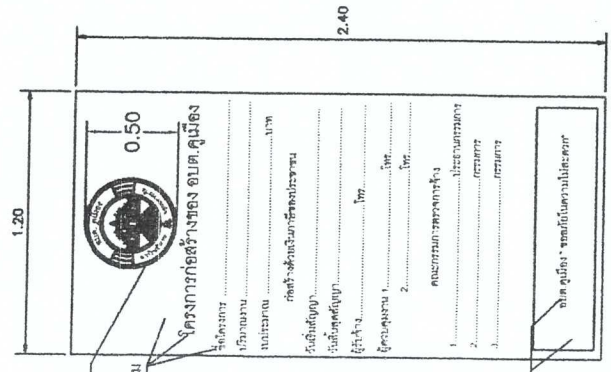 1.20
2.40
0.50
โครงการก่อสร้างของ อบต.คูเมือง
ชื่อโครงการ
ปริมาณงาน
งบประมาณ บาท
ก่อสร้างด้วยเงินภาษีของประชาชน
วันเริ่มสัญญา
วันสิ้นสุดสัญญา
ผู้รับจ้าง โทร.
ผู้ควบคุมงาน 1. โทร.
2. โทร.
คณะกรรมการตรวจการจ้าง
1. ประธานกรรมการ
2. กรรมการ
3. กรรมการ
อบต.คูเมือง "ขออภัยในความไม่สะดวก"